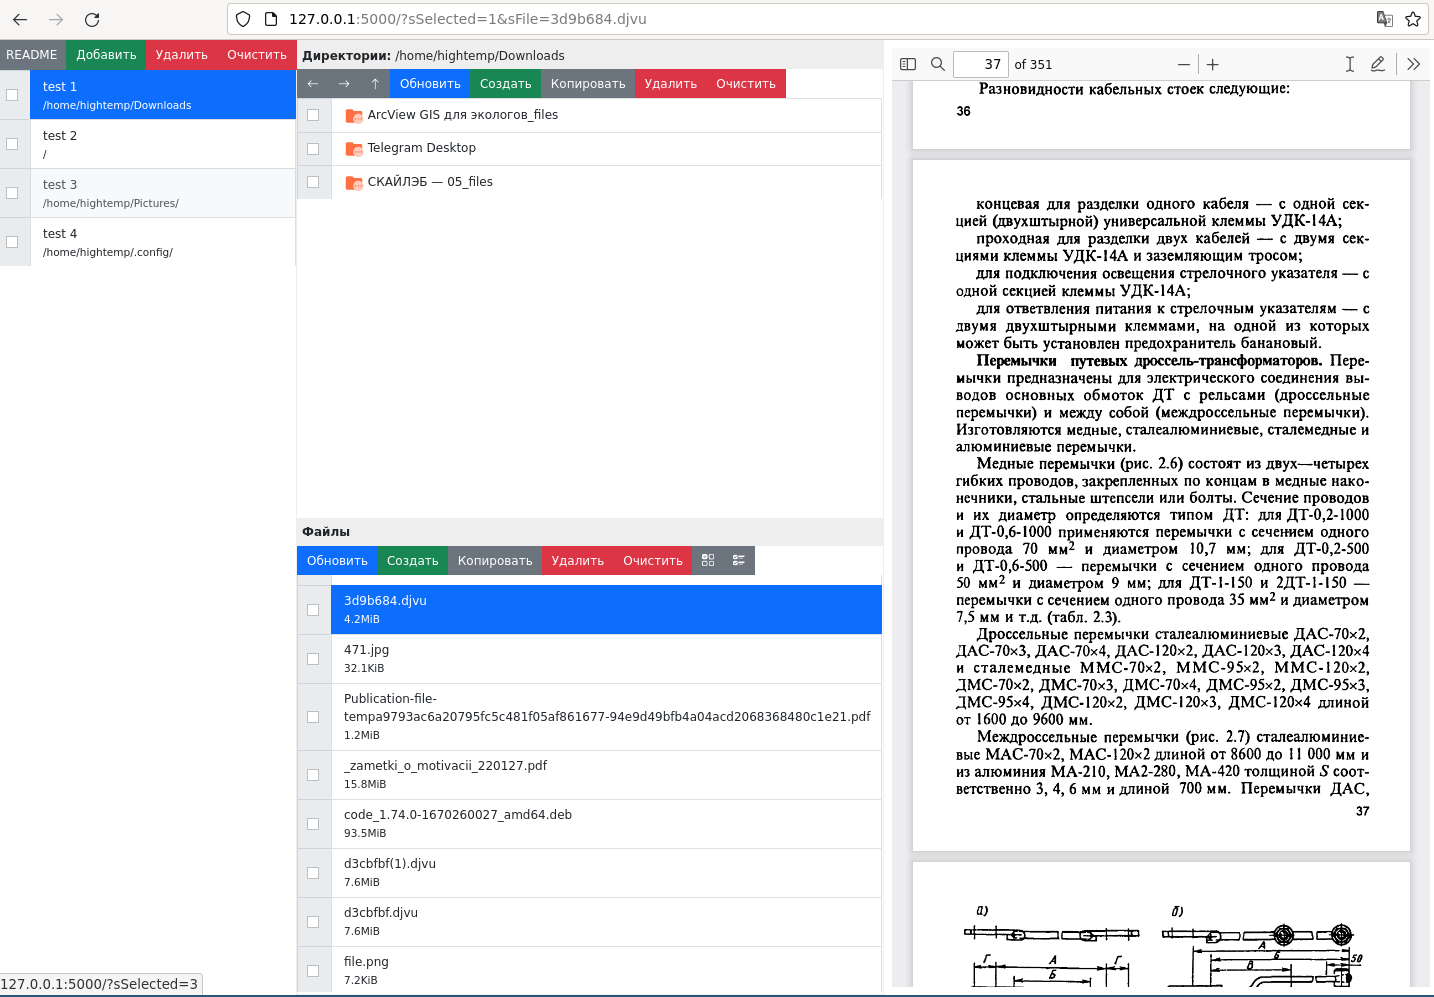 127.0.0.1:5000/?sSelected=1&sFile=3d9b684.djvu
README Добавить Удалить Очистить
test 1
/home/hightemp/Downloads
test 2
/
test 3
/home/hightemp/Pictures/
test 4
/home/hightemp/.config/
127.0.0.1:5000/?sSelected=3
Директории: /home/hightemp/Downloads
← → ↑ Обновить Создать Копировать Удалить Очистить
ArcView GIS для экологов_files
Telegram Desktop
СКАЙЛЭБ — 05_files
Файлы
Обновить Создать Копировать Удалить Очистить
3d9b684.djvu
4.2MiB
471.jpg
32.1KiB
Publication-file-
tempa9793ac6a20795fc5c481f05af861677-94e9d49bfb4a04acd2068368480c1e21.pdf
1.2MiB
_zametki_o_motivacii_220127.pdf
15.8MiB
code_1.74.0-1670260027_amd64.deb
93.5MiB
d3cbfbf(1).djvu
7.6MiB
d3cbfbf.djvu
7.6MiB
file.png
7.2KiB
37 of 351
Разновидности кабельных стоек следующие:
36
концевая для разделки одного кабеля — с одной сек-
цией (двухштырной) универсальной клеммы УДК-14А;
проходная для разделки двух кабелей — с двумя сек-
циями клеммы УДК-14А и заземляющим тросом;
для подключения освещения стрелочного указателя — с
одной секцией клеммы УДК-14А;
для ответвления питания к стрелочным указателям — с
двумя двухштырными клеммами, на одной из которых
может быть установлен предохранитель банановый.
Перемычки путевых дроссель-трансформаторов. Пере-
мычки предназначены для электрического соединения вы-
водов основных обмоток ДТ с рельсами (дроссельные
перемычки) и между собой (междроссельные перемычки).
Изготовляются медные, сталеалюминиевые, сталемедные и
алюминиевые перемычки.
Медные перемычки (рис. 2.6) состоят из двух—четырех
гибких проводов, закрепленных по концам в медные нако-
нечники, стальные штепсели или болты. Сечение проводов
и их диаметр определяются типом ДТ: для ДТ-0,2-1000
и ДТ-0,6-1000 применяются перемычки с сечением одного
провода 70 мм² и диаметром 10,7 мм; для ДТ-0,2-500
и ДТ-0,6-500 — перемычки с сечением одного провода
50 мм² и диаметром 9 мм; для ДТ-1-150 и 2ДТ-1-150 —
перемычки с сечением одного провода 35 мм² и диаметром
7,5 мм и т.д. (табл. 2.3).
Дроссельные перемычки сталеалюминиевые ДАС-70×2,
ДАС-70×3, ДАС-70×4, ДАС-120×2, ДАС-120×3, ДАС-120×4
и сталемедные ММС-70×2, ММС-95×2, ММС-120×2,
ДМС-70×2, ДМС-70×3, ДМС-70×4, ДМС-95×2, ДМС-95×3,
ДМС-95×4, ДМС-120×2, ДМС-120×3, ДМС-120×4 длиной
от 1600 до 9600 мм.
Междроссельные перемычки (рис. 2.7) сталеалюминие-
вые МАС-70×2, МАС-120×2 длиной от 8600 до 11 000 мм и
из алюминия МА-210, МА2-280, МА-420 толщиной S соот-
ветственно 3, 4, 6 мм и длиной 700 мм. Перемычки ДАС,
37
а) б)
Г А Г
Б
А
Б 50
В